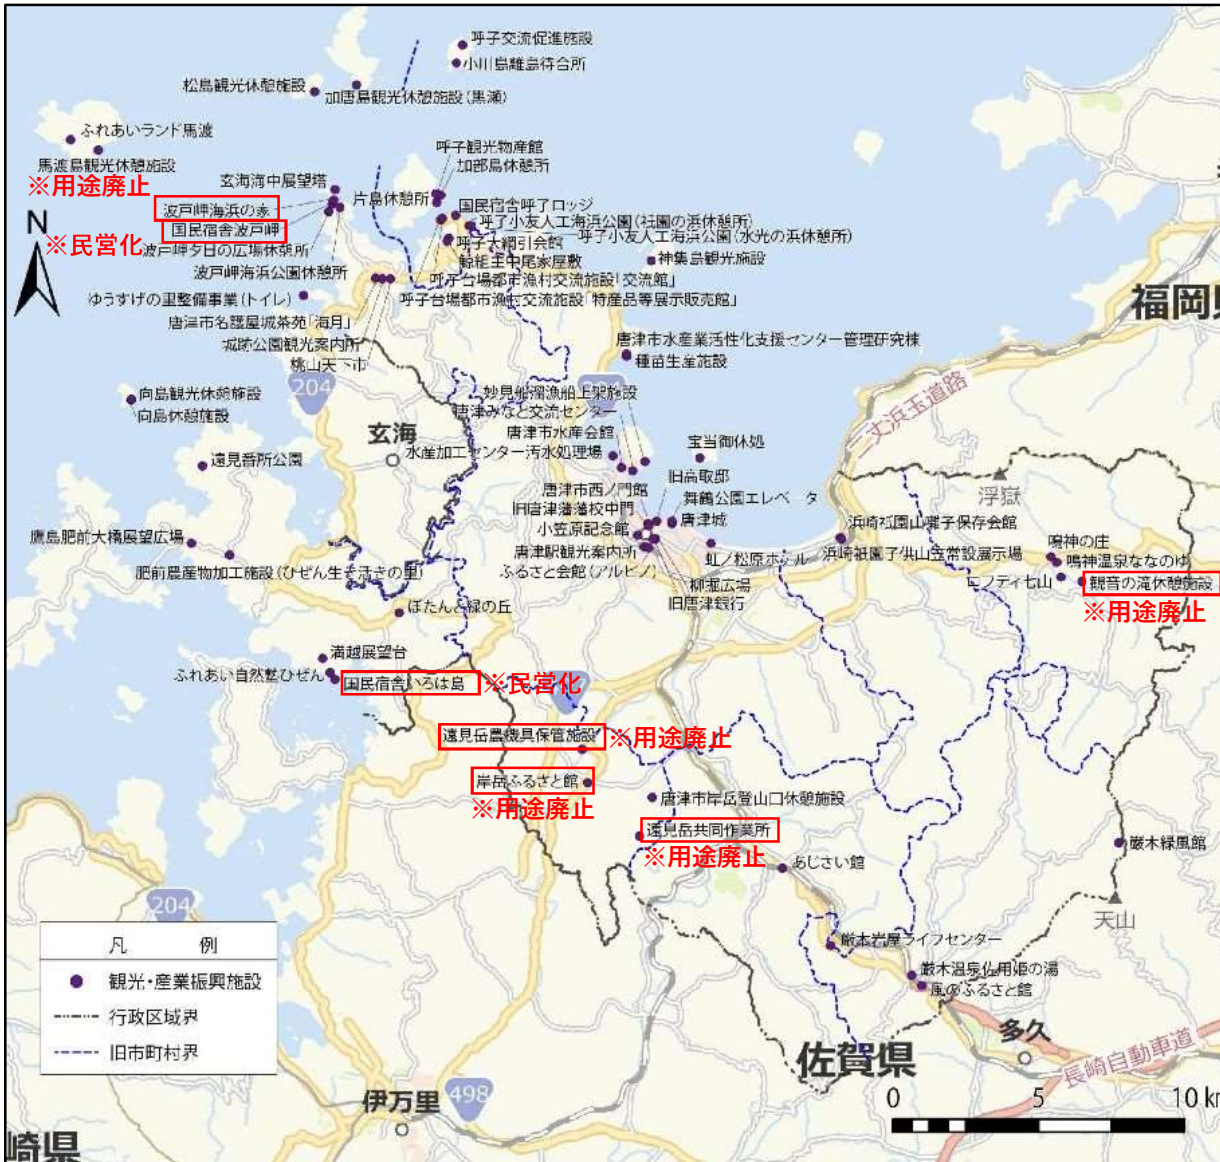 呼子交流促進施設
小川島離島待合所
松島観光休憩施設
加唐島観光休憩施設(黒瀬)
ふれあいランド馬渡
馬渡島観光休憩施設
呼子観光物産館
加部島休憩所
玄海海中展望塔
片島休憩所
※用途廃止
波戸岬海浜の家
国民宿舎波戸岬
※民営化
波戸岬夕日の広場休憩所
波戸岬海浜公園休憩所
国民宿舎呼子ロッジ
呼子小友人工海浜公園(祇園の浜休憩所)
呼子小友人工海浜公園(水光の浜休憩所)
呼子大綱引会館
鯨組主中尾家屋敷
神集島観光施設
呼子台場都市漁村交流施設「交流館」
呼子台場都市漁村交流施設「特産品等展示販売館」
N
ゆうすげの里整備事業(トイレ)
唐津市名護屋城茶苑「海月」
城跡公園観光案内所
桃山天下市
福岡県
唐津市水産業活性化支援センター管理研究棟
種苗生産施設
204
向島観光休憩施設
向島休憩施設
妙見船溜漁船上架施設
唐津みなと交流センター
唐津市水産会館
水産加工センター汚水処理場
玄海
宝当御休処
遠見番所公園
浮嶽
旧高取邸
唐津市西ノ門館
舞鶴公園エレベータ
旧唐津藩藩校中門
唐津城
小笠原記念館
唐津駅観光案内所
ふるさと会館(アルピノ)
虹ノ松原ホテル
柳堀広場
旧唐津銀行
浜崎祇園山囃子保存会館
浜崎祇園子供山笠常設展示場
鳴神の庄
鳴神温泉ななのゆ
観音の滝休憩施設
※用途廃止
鷹島肥前大橋展望広場
肥前農産物加工施設(ひぜん生き活きの里)
ぼたんと緑の丘
満越展望台
ふれあい自然塾ひぜん
国民宿舎いろは島
※民営化
遠見岳農機具保管施設
※用途廃止
岸岳ふるさと館
※用途廃止
唐津市岸岳登山口休憩施設
遠見岳共同作業所
※用途廃止
あじさい館
厳木緑風館
天山
204
厳木岩屋ライフセンター
厳木温泉佐用姫の湯
風のふるさと館
多久
佐賀県
長崎自動車道
伊万里
498
崎県
凡 例
観光・産業振興施設
行政区域界
旧市町村界
0 5 10 km